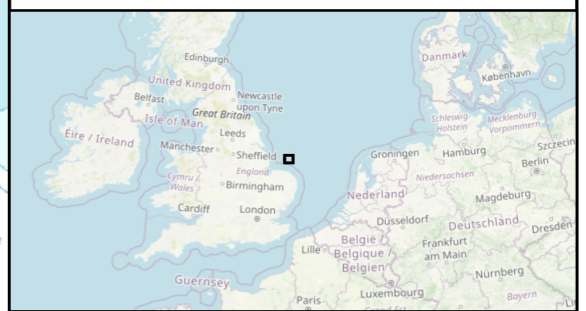 Edinburgh
Danmark
København
United Kingdom
Newcastle
upon Tyne
Belfast
Great Britain
Isle of Man
Schleswig
Holstein
Mecklenburg
Vorpommern
Leeds
Éire / Ireland
Manchester
Sheffield
Groningen
Hamburg
Szczecin
England
Cymru
Wales
Birmingham
Niedersachsen
Berlin
Nederland
Magdeburg
Cardiff
London
Düsseldorf
Deutschland
Dresden
Lille
België
Belgique /
Belgien
Frankfurt
am Main
Nürnberg
Guernsey
Luxembourg
Bayern
Paris